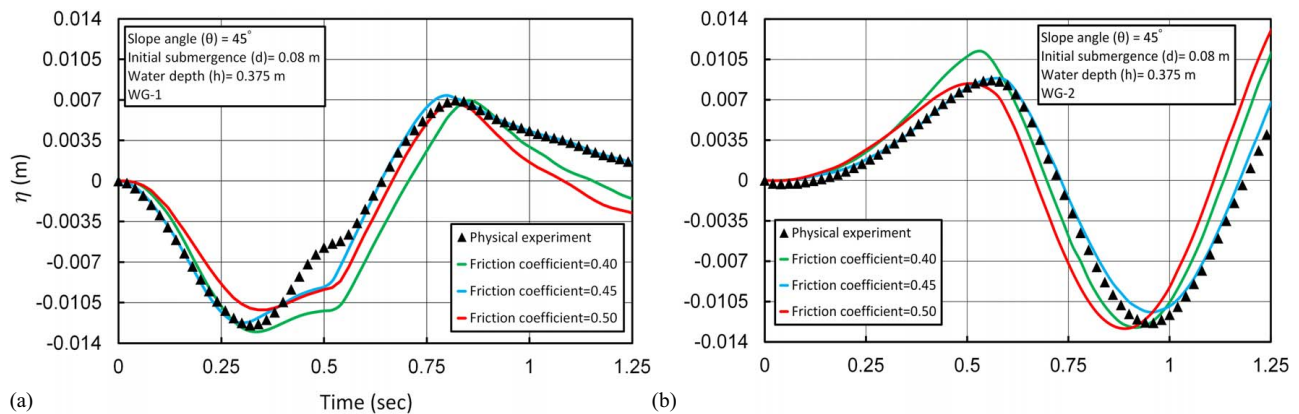 0.014
0.0105
0.007
0.0035
0
-0.0035
-0.007
-0.0105
-0.014
η (m)
Slope angle (θ) = 45°
Initial submergence (d)= 0.08 m
Water depth (h)= 0.375 m
WG-1
Physical experiment
Friction coefficient=0.40
Friction coefficient=0.45
Friction coefficient=0.50
0 0.25 0.5 0.75 1 1.25
Time (sec)
(a)
0.014
0.0105
0.007
0.0035
0
-0.0035
-0.007
-0.0105
-0.014
Slope angle (θ) = 45°
Initial submergence (d)= 0.08 m
Water depth (h)= 0.375 m
WG-2
Physical experiment
Friction coefficient=0.40
Friction coefficient=0.45
Friction coefficient=0.50
0 0.25 0.5 0.75 1 1.25
(b)